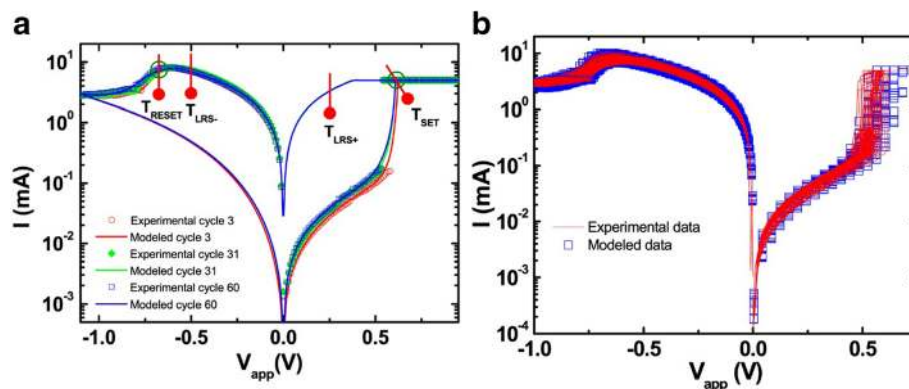 a
10¹
10⁰
10⁻¹
10⁻²
10⁻³
I (mA)
T_RESET
T_LRS-
T_LRS+
T_SET
Experimental cycle 3
Modeled cycle 3
Experimental cycle 31
Modeled cycle 31
Experimental cycle 60
Modeled cycle 60
-1.0 -0.5 0.0 0.5
V_app(V)
b
10¹
10⁰
10⁻¹
10⁻²
10⁻³
10⁻⁴
I (mA)
Experimental data
Modeled data
-1.0 -0.5 0.0 0.5
V_app (V)